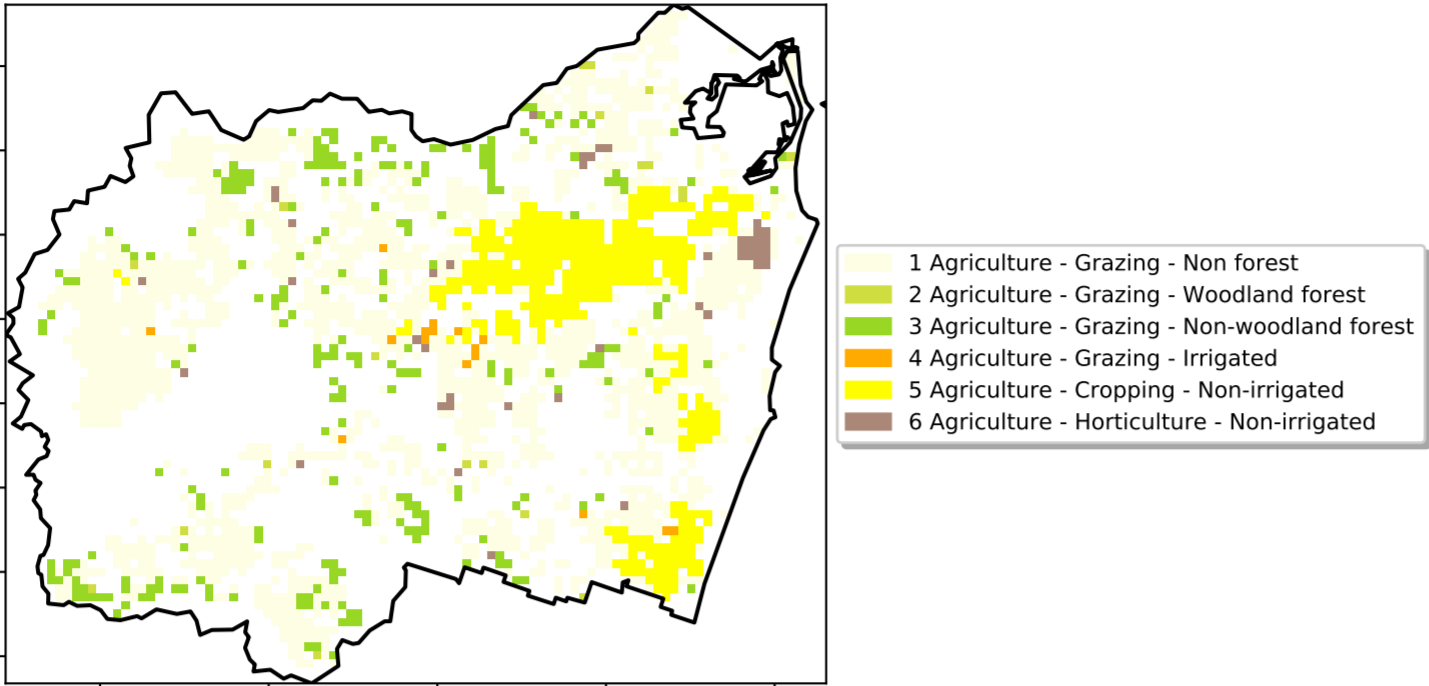 1 Agriculture - Grazing - Non forest
2 Agriculture - Grazing - Woodland forest
3 Agriculture - Grazing - Non-woodland forest
4 Agriculture - Grazing - Irrigated
5 Agriculture - Cropping - Non-irrigated
6 Agriculture - Horticulture - Non-irrigated